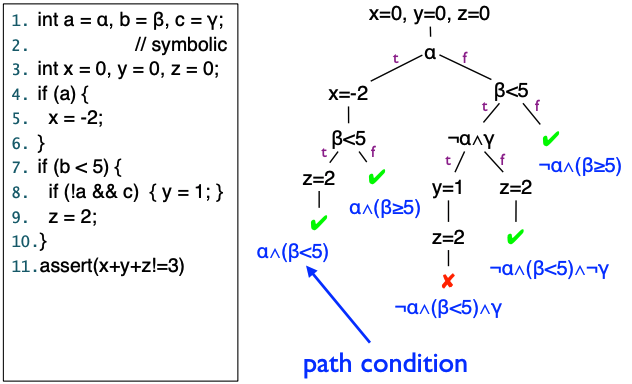 1. int a = α, b = β, c = γ;
2. // symbolic
3. int x = 0, y = 0, z = 0;
4. if (a) {
5. x = -2;
6. }
7. if (b < 5) {
8. if (!a && c) { y = 1; }
9. z = 2;
10.}
11.assert(x+y+z!=3)
x=0, y=0, z=0
α
t f
x=-2 β<5
t f
β<5 ¬α∧γ ✔
t f t f ¬α∧(β≥5)
z=2 ✔ y=1 z=2
✔ α∧(β≥5) z=2 ✔
α∧(β<5) ✘ ¬α∧(β<5)∧¬γ
¬α∧(β<5)∧γ
path condition